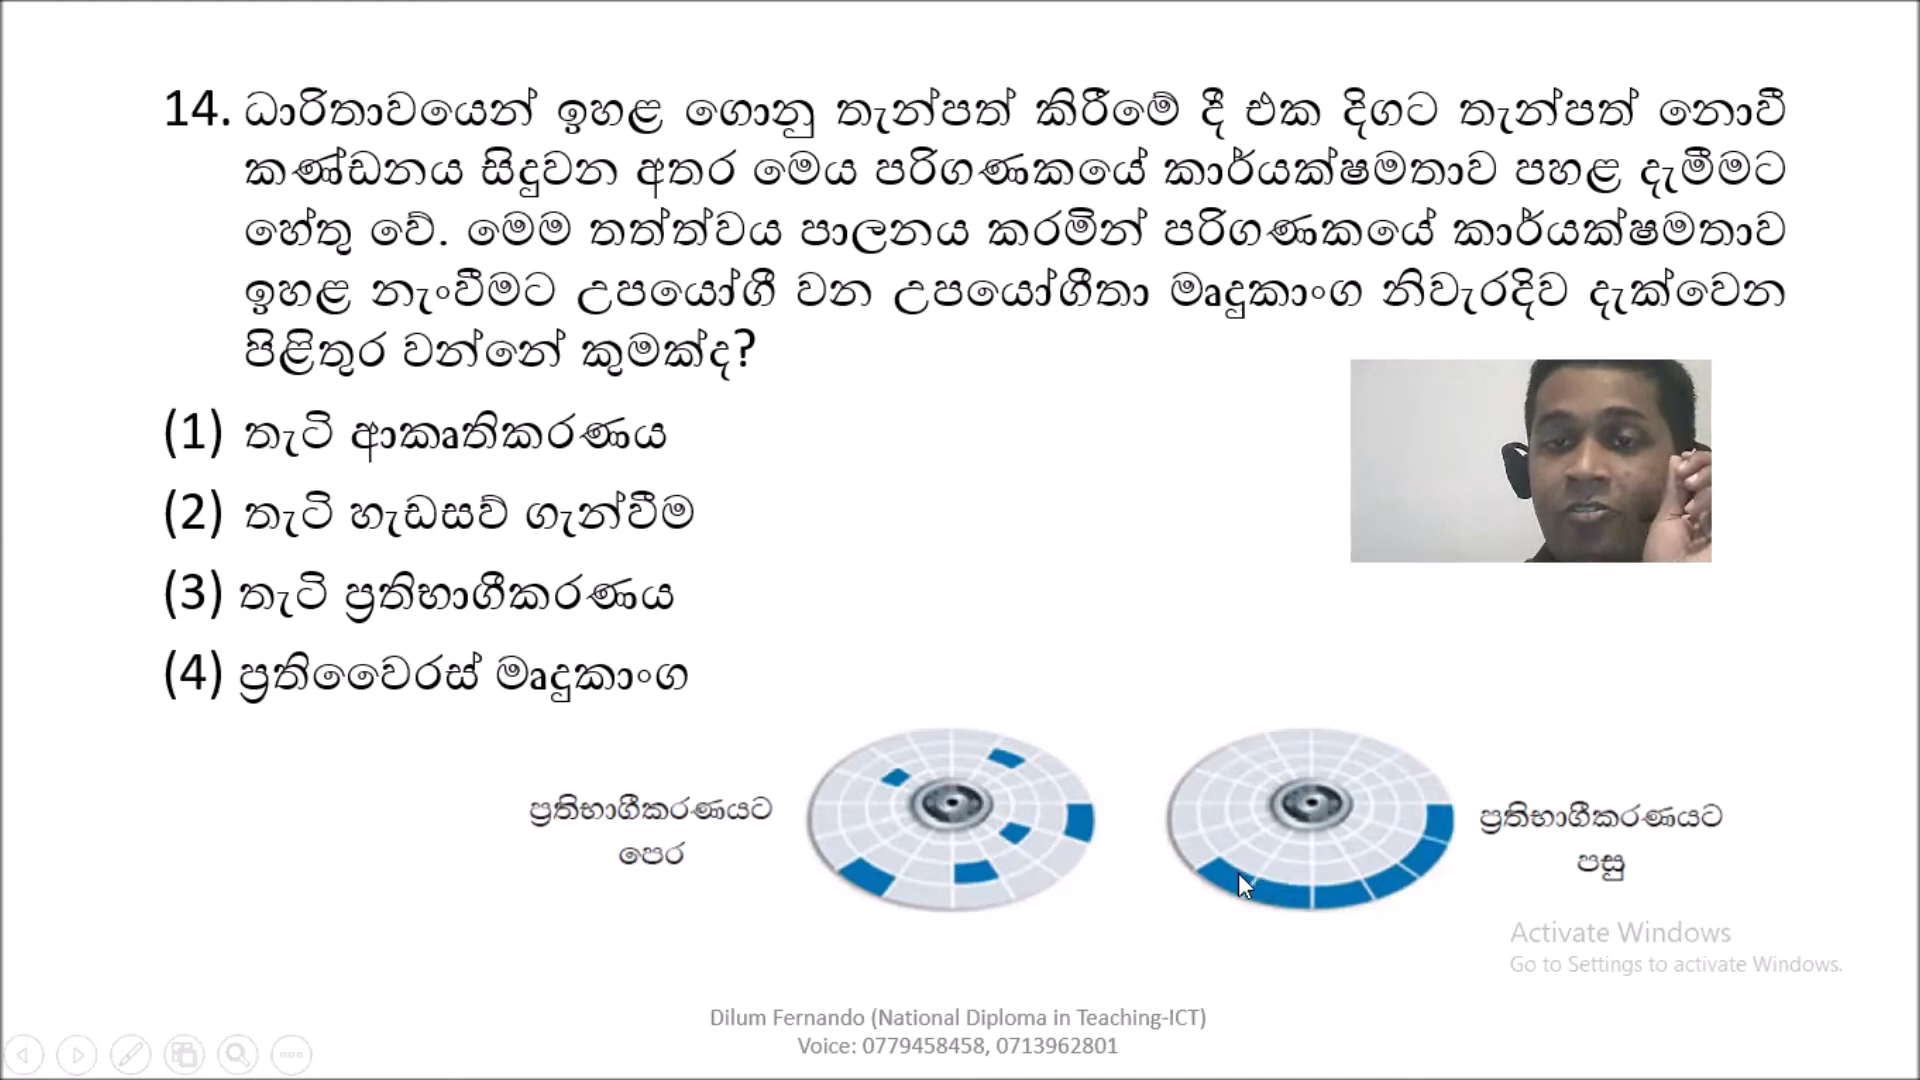 14. ධාරිතාවයෙන් ඉහළ ගොනු තැන්පත් කිරීමේ දී එක දිගට තැන්පත් නොවී
කණ්ඩනය සිදුවන අතර මෙය පරිගණකයේ කාර්යක්ෂමතාව පහළ දැමීමට
හේතු වේ. මෙම තත්ත්වය පාලනය කරමින් පරිගණකයේ කාර්යක්ෂමතාව
ඉහළ නැංවීමට උපයෝගී වන උපයෝගීතා මෘදුකාංග නිවැරදිව දැක්වෙන
පිළිතුර වන්නේ කුමක්ද?
(1) තැටි ආකෘතිකරණය
(2) තැටි හැඩසව් ගැන්වීම
(3) තැටි ප්‍රතිභාගීකරණය
(4) ප්‍රතිවෛරස් මෘදුකාංග
ප්‍රතිභාගීකරණයට
පෙර
ප්‍රතිභාගීකරණයට
පසු
Activate Windows
Go to Settings to activate Windows.
Dilum Fernando (National Diploma in Teaching-ICT)
Voice: 0779458458, 0713962801